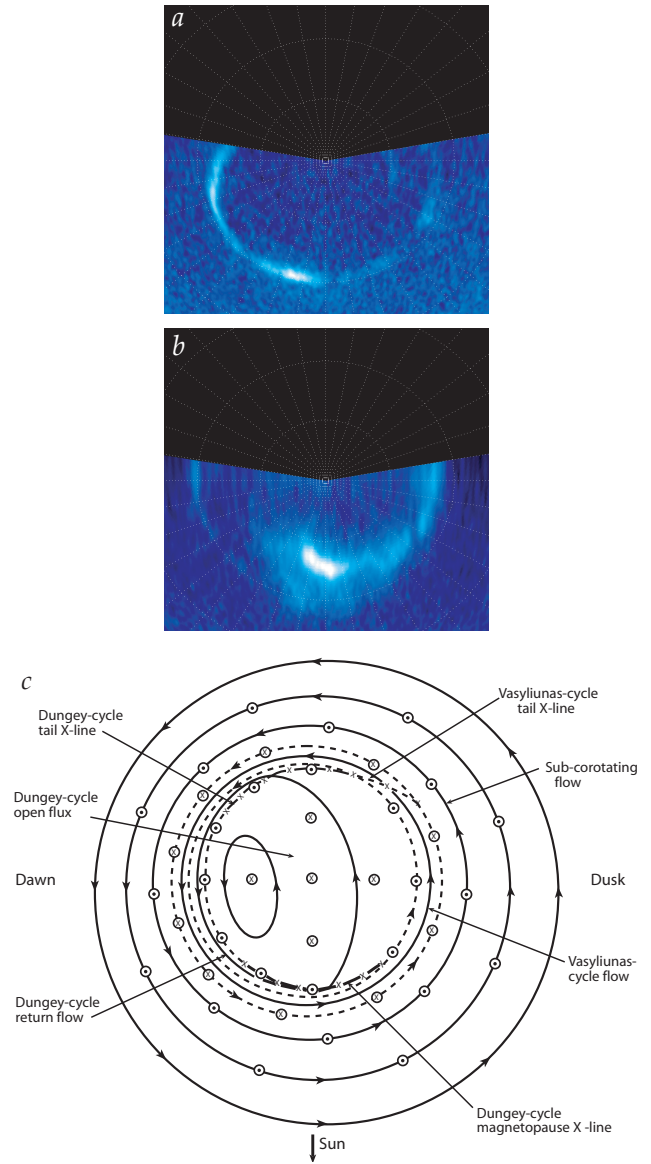 a
b
c
Dungey-cycle
tail X-line
Vasyliunas-cycle
tail X-line
Dungey-cycle
open flux
Sub-corotating
flow
Dawn
Dusk
Vasyliunas-
cycle flow
Dungey-cycle
return flow
Dungey-cycle
magnetopause X -line
Sun